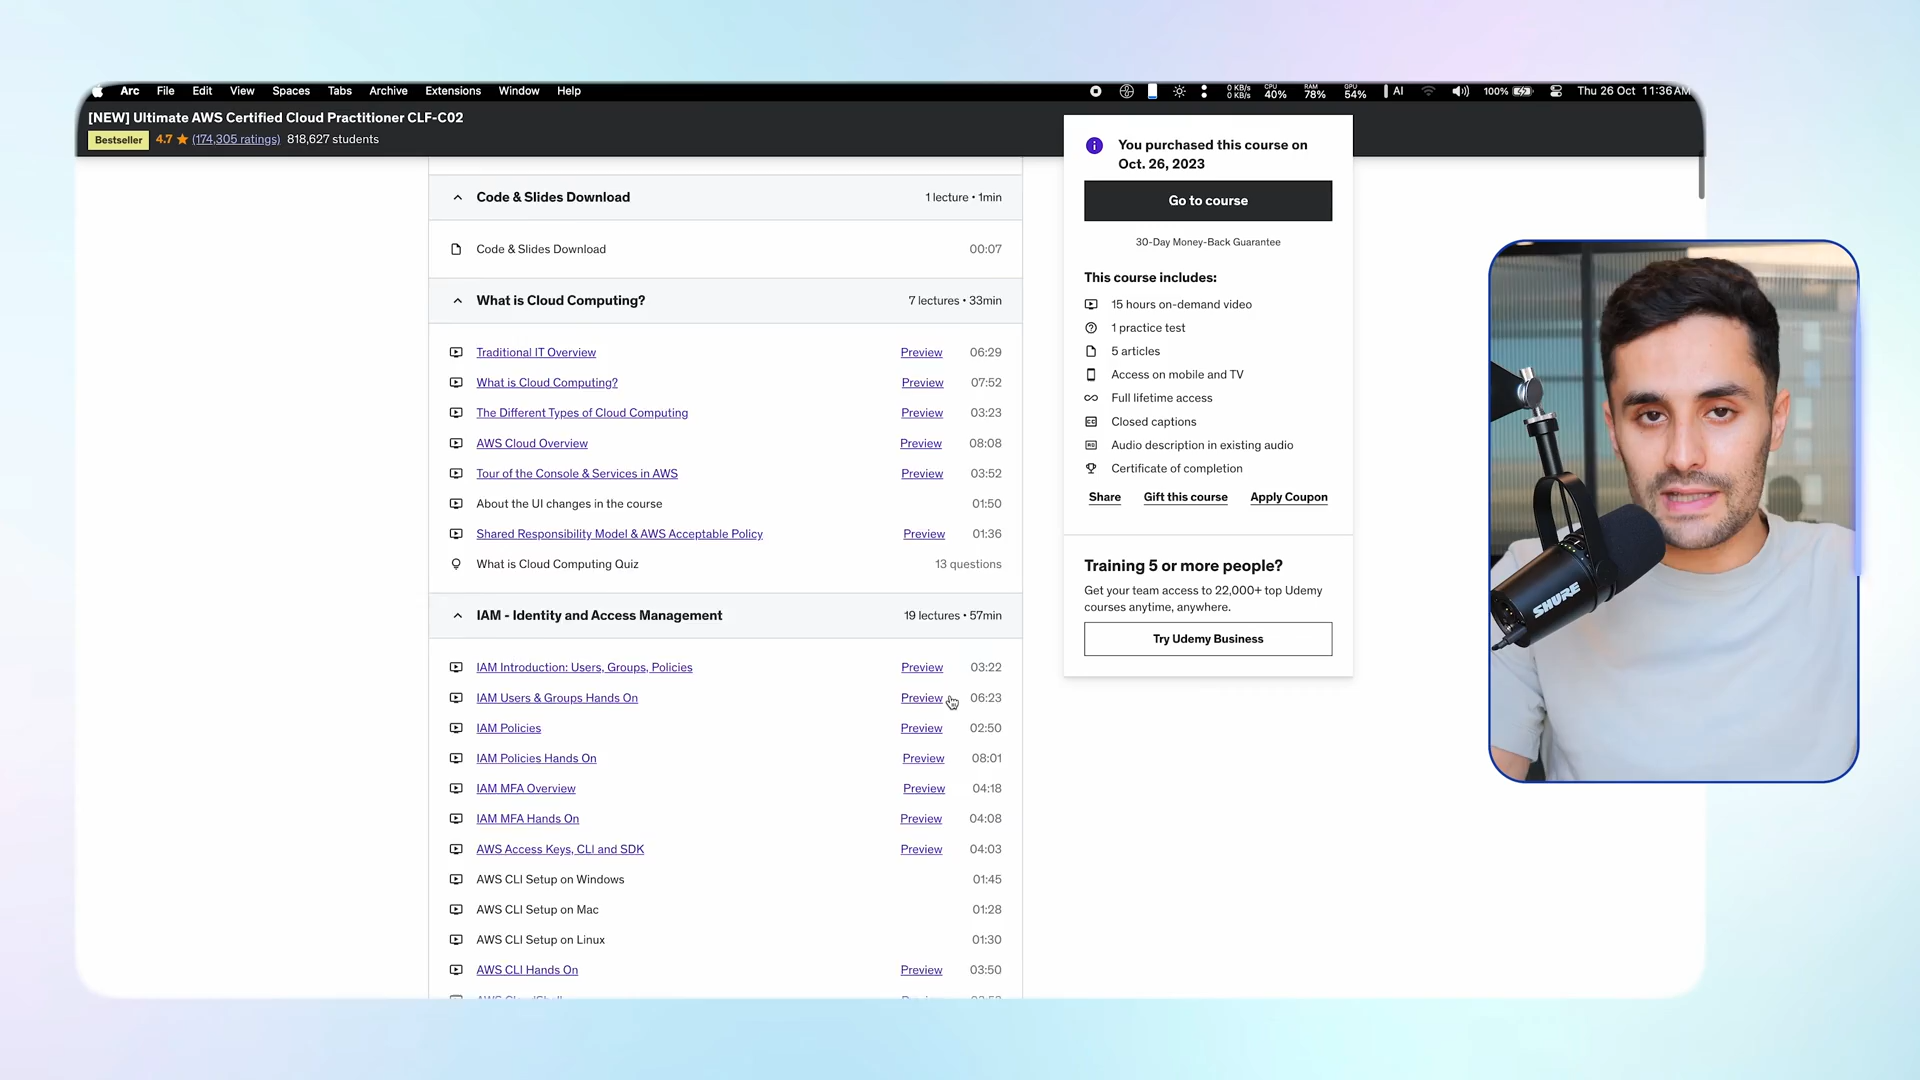 Arc File Edit View Spaces Tabs Archive Extensions Window Help
0 KB/s 0 KB/s CPU 40% RAM 78% GPU 54% AI 100% Thu 26 Oct 11:36AM
[NEW] Ultimate AWS Certified Cloud Practitioner CLF-C02
Bestseller 4.7 (174,305 ratings) 818,627 students
Code & Slides Download 1 lecture • 1min
Code & Slides Download 00:07
What is Cloud Computing? 7 lectures • 33min
Traditional IT Overview Preview 06:29
What is Cloud Computing? Preview 07:52
The Different Types of Cloud Computing Preview 03:23
AWS Cloud Overview Preview 08:08
Tour of the Console & Services in AWS Preview 03:52
About the UI changes in the course 01:50
Shared Responsibility Model & AWS Acceptable Policy Preview 01:36
What is Cloud Computing Quiz 13 questions
IAM - Identity and Access Management 19 lectures • 57min
IAM Introduction: Users, Groups, Policies Preview 03:22
IAM Users & Groups Hands On Preview 06:23
IAM Policies Preview 02:50
IAM Policies Hands On Preview 08:01
IAM MFA Overview Preview 04:18
IAM MFA Hands On Preview 04:08
AWS Access Keys, CLI and SDK Preview 04:03
AWS CLI Setup on Windows 01:45
AWS CLI Setup on Mac 01:28
AWS CLI Setup on Linux 01:30
AWS CLI Hands On Preview 03:50
You purchased this course on
Oct. 26, 2023
Go to course
30-Day Money-Back Guarantee
This course includes:
15 hours on-demand video
1 practice test
5 articles
Access on mobile and TV
Full lifetime access
Closed captions
Audio description in existing audio
Certificate of completion
Share Gift this course Apply Coupon
Training 5 or more people?
Get your team access to 22,000+ top Udemy
courses anytime, anywhere.
Try Udemy Business
SHURE